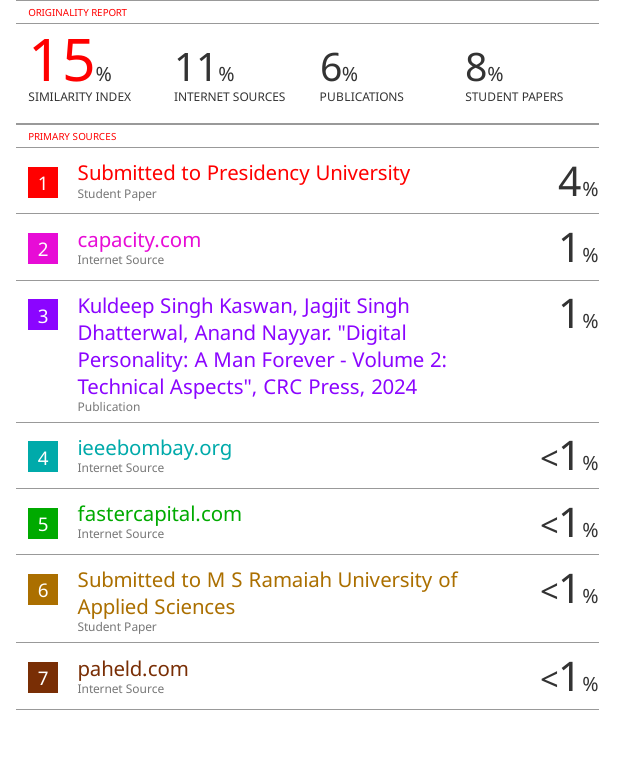 ORIGINALITY REPORT
15% 11% 6% 8%
SIMILARITY INDEX INTERNET SOURCES PUBLICATIONS STUDENT PAPERS
PRIMARY SOURCES
1 Submitted to Presidency University 4%
Student Paper
2 capacity.com 1%
Internet Source
3 Kuldeep Singh Kaswan, Jagjit Singh 1%
Dhatterwal, Anand Nayyar. "Digital
Personality: A Man Forever - Volume 2:
Technical Aspects", CRC Press, 2024
Publication
4 ieeebombay.org <1%
Internet Source
5 fastercapital.com <1%
Internet Source
6 Submitted to M S Ramaiah University of <1%
Applied Sciences
Student Paper
7 paheld.com <1%
Internet Source